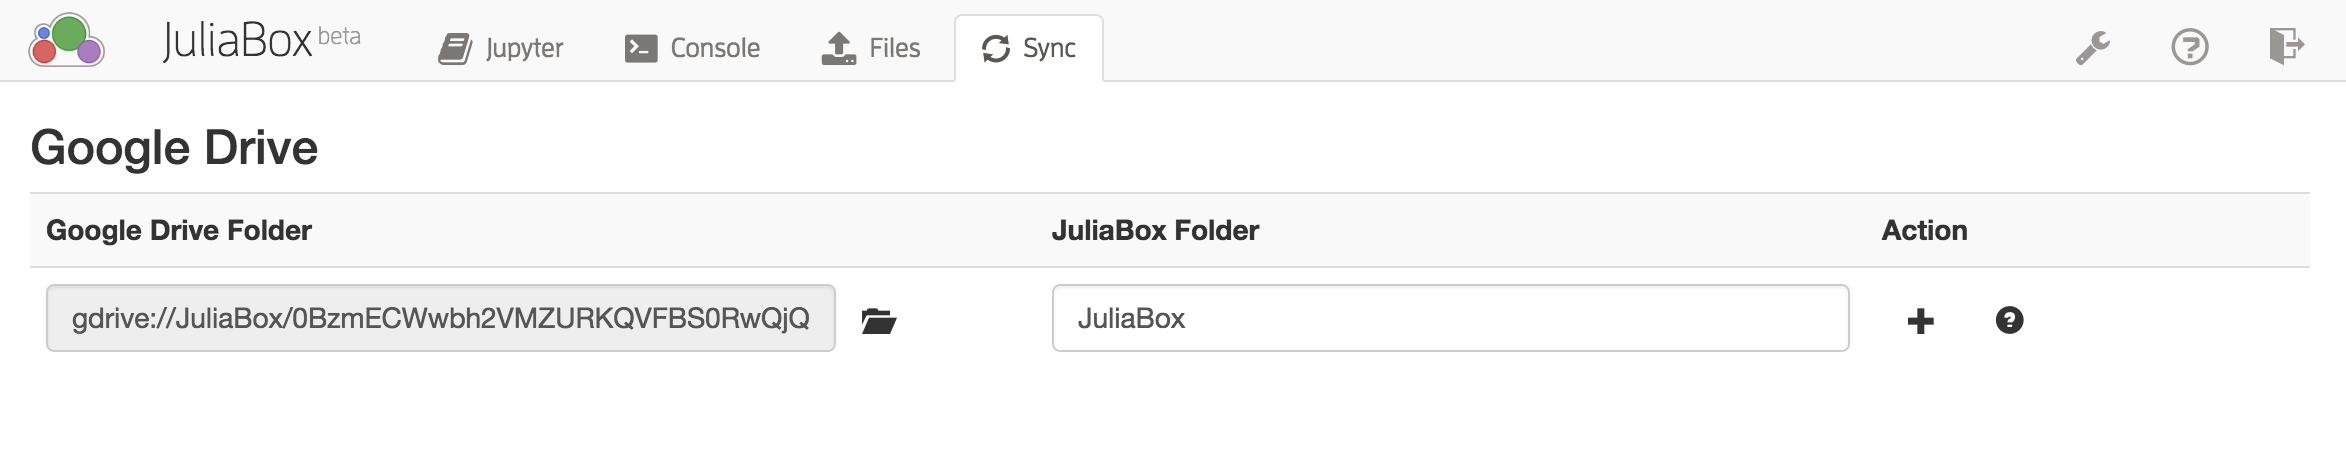 JuliaBox beta Jupyter Console Files Sync
Google Drive
Google Drive Folder JuliaBox Folder Action
gdrive://JuliaBox/0BzmECWwbh2VMZURKQVFBS0RwQjQ JuliaBox